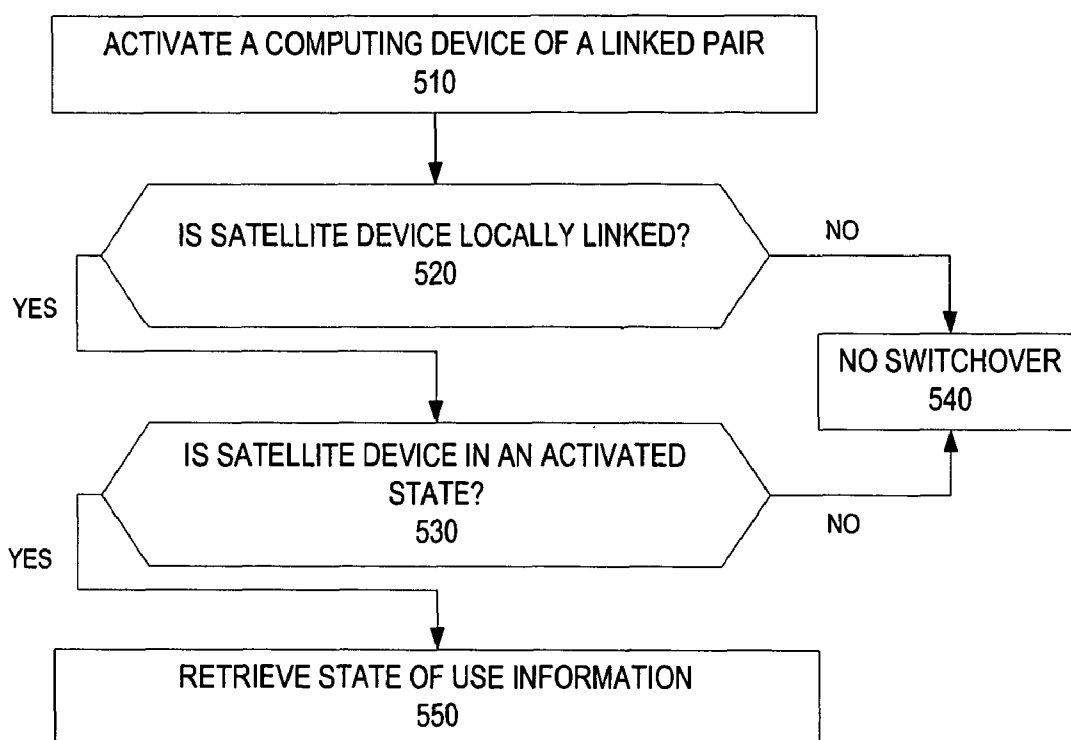 ACTIVATE A COMPUTING DEVICE OF A LINKED PAIR
510
IS SATELLITE DEVICE LOCALLY LINKED?
520
NO
YES
NO SWITCHOVER
540
IS SATELLITE DEVICE IN AN ACTIVATED
STATE?
530
NO
YES
RETRIEVE STATE OF USE INFORMATION
550